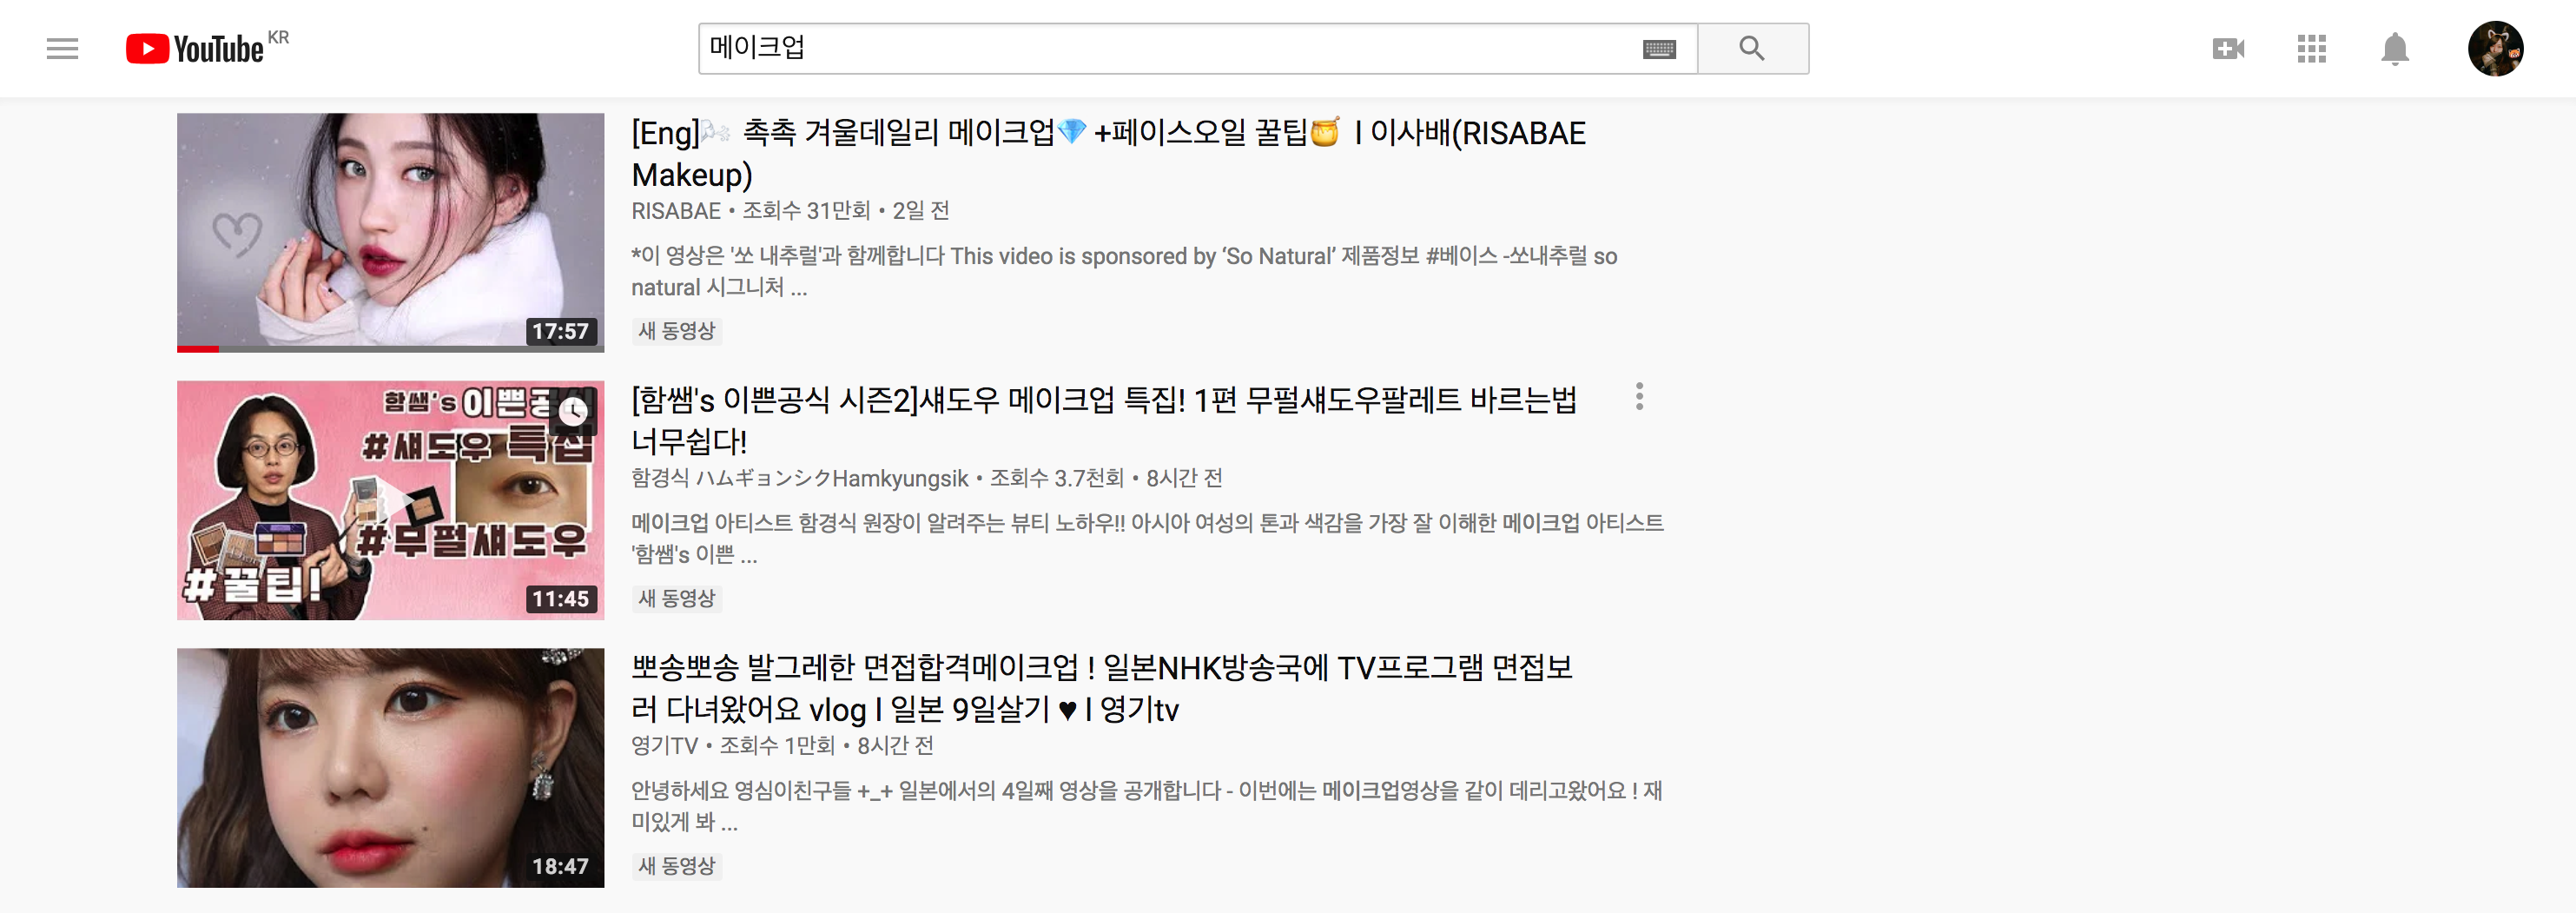 YouTube KR
메이크업
[Eng]🌬 촉촉 겨울데일리 메이크업💎 +페이스오일 꿀팁🍯 l 이사배(RISABAE
Makeup)
RISABAE • 조회수 31만회 • 2일 전
*이 영상은 '쏘 내추럴'과 함께합니다 This video is sponsored by ‘So Natural’ 제품정보 #베이스 -쏘내추럴 so
natural 시그니처 ...
17:57
새 동영상
함쌤's 이쁜공식
#섀도우 특집
#무펄섀도우
#꿀팁!
11:45
[함쌤's 이쁜공식 시즌2]섀도우 메이크업 특집! 1편 무펄섀도우팔레트 바르는법
너무쉽다!
함경식 ハムギョンシクHamkyungsik • 조회수 3.7천회 • 8시간 전
메이크업 아티스트 함경식 원장이 알려주는 뷰티 노하우!! 아시아 여성의 톤과 색감을 가장 잘 이해한 메이크업 아티스트
'함쌤's 이쁜 ...
새 동영상
뽀송뽀송 발그레한 면접합격메이크업 ! 일본NHK방송국에 TV프로그램 면접보
러 다녀왔어요 vlog l 일본 9일살기 ♥ l 영기tv
영기TV • 조회수 1만회 • 8시간 전
안녕하세요 영심이친구들 +_+ 일본에서의 4일째 영상을 공개합니다 - 이번에는 메이크업영상을 같이 데리고왔어요 ! 재
미있게 봐 ...
18:47
새 동영상